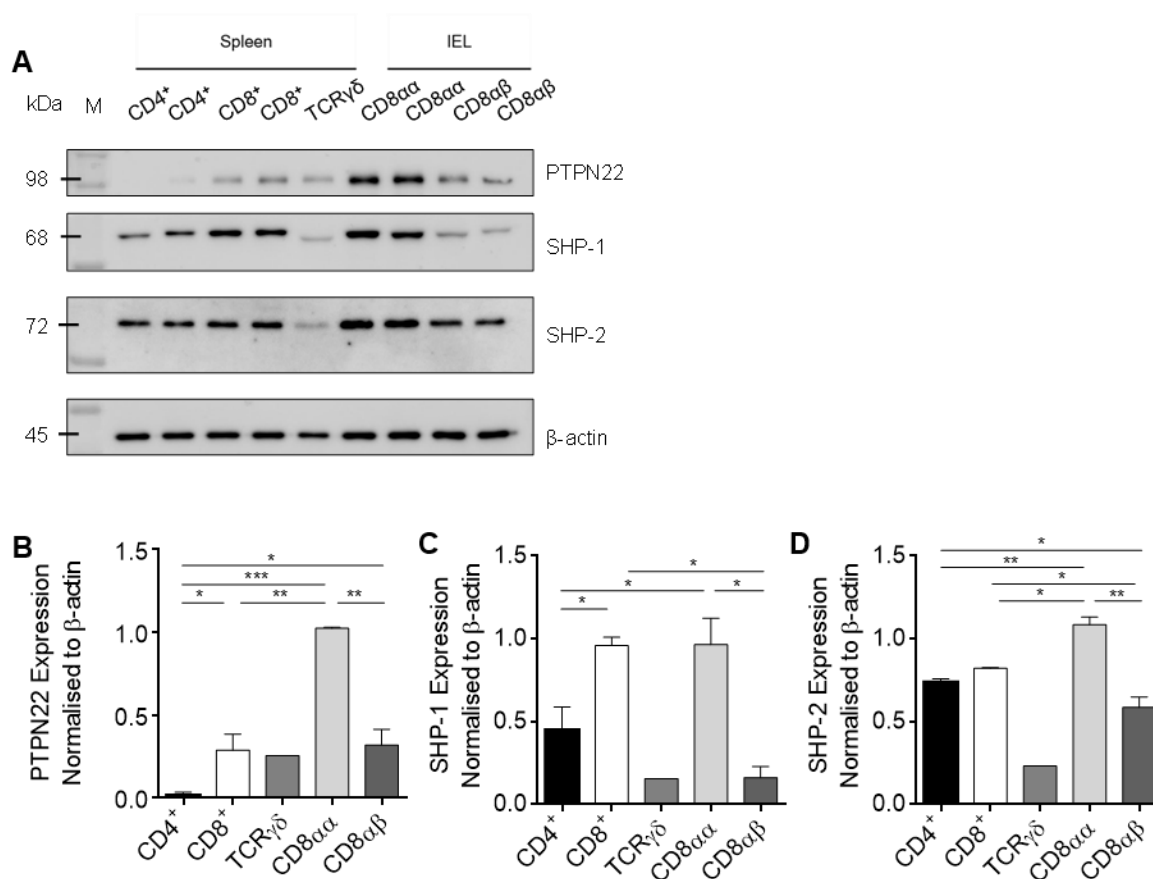 Spleen IEL
A
kDa M CD4⁺ CD4⁺ CD8⁺ CD8⁺ TCRγδ CD8αα CD8αα CD8αβ CD8αβ
98 PTPN22
68 SHP-1
72 SHP-2
45 β-actin
B
PTPN22 Expression
Normalised to β-actin
1.5
1.0
0.5
0.0
*
***
* ** **
CD4⁺ CD8⁺ TCRγδ CD8αα CD8αβ
C
SHP-1 Expression
Normalised to β-actin
1.5
1.0
0.5
0.0
*
* *
*
CD4⁺ CD8⁺ TCRγδ CD8αα CD8αβ
D
SHP-2 Expression
Normalised to β-actin
1.5
1.0
0.5
0.0
*
**
*
* **
CD4⁺ CD8⁺ TCRγδ CD8αα CD8αβ